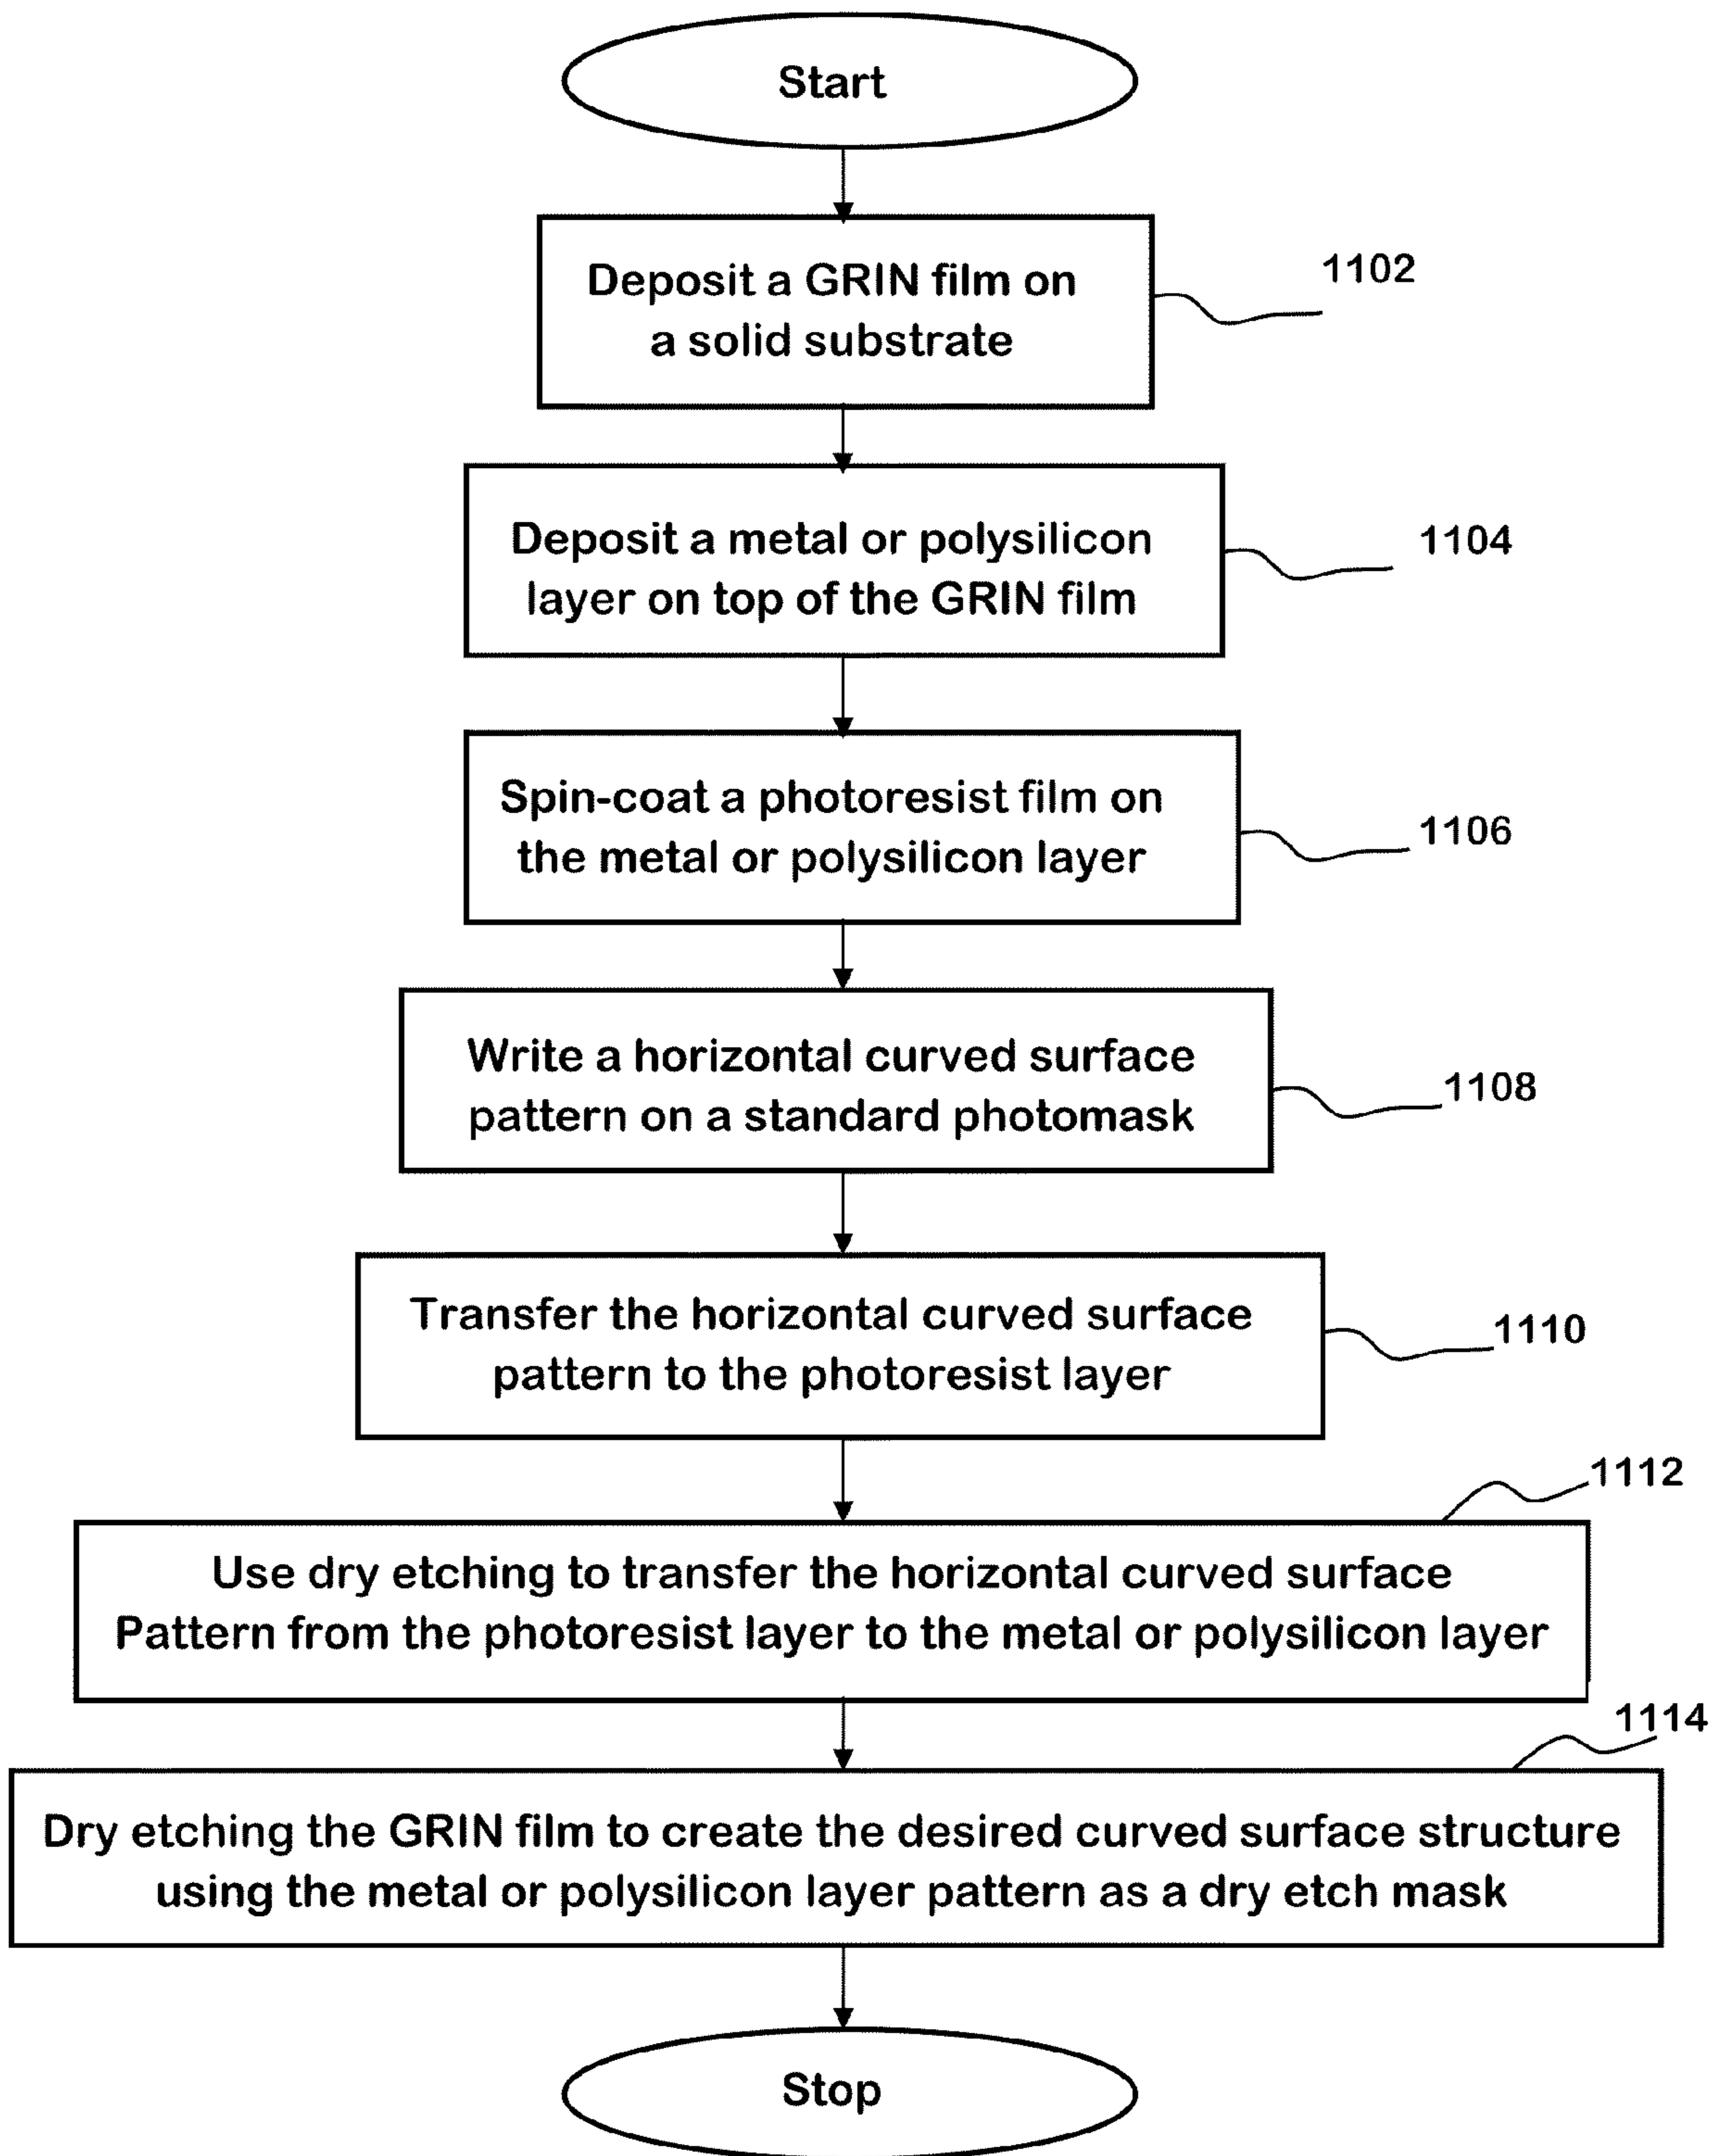 Start
Deposit a GRIN film on
a solid substrate
1102
Deposit a metal or polysilicon
layer on top of the GRIN film
1104
Spin-coat a photoresist film on
the metal or polysilicon layer
1106
Write a horizontal curved surface
pattern on a standard photomask
1108
Transfer the horizontal curved surface
pattern to the photoresist layer
1110
1112
Use dry etching to transfer the horizontal curved surface
Pattern from the photoresist layer to the metal or polysilicon layer
1114
Dry etching the GRIN film to create the desired curved surface structure
using the metal or polysilicon layer pattern as a dry etch mask
Stop